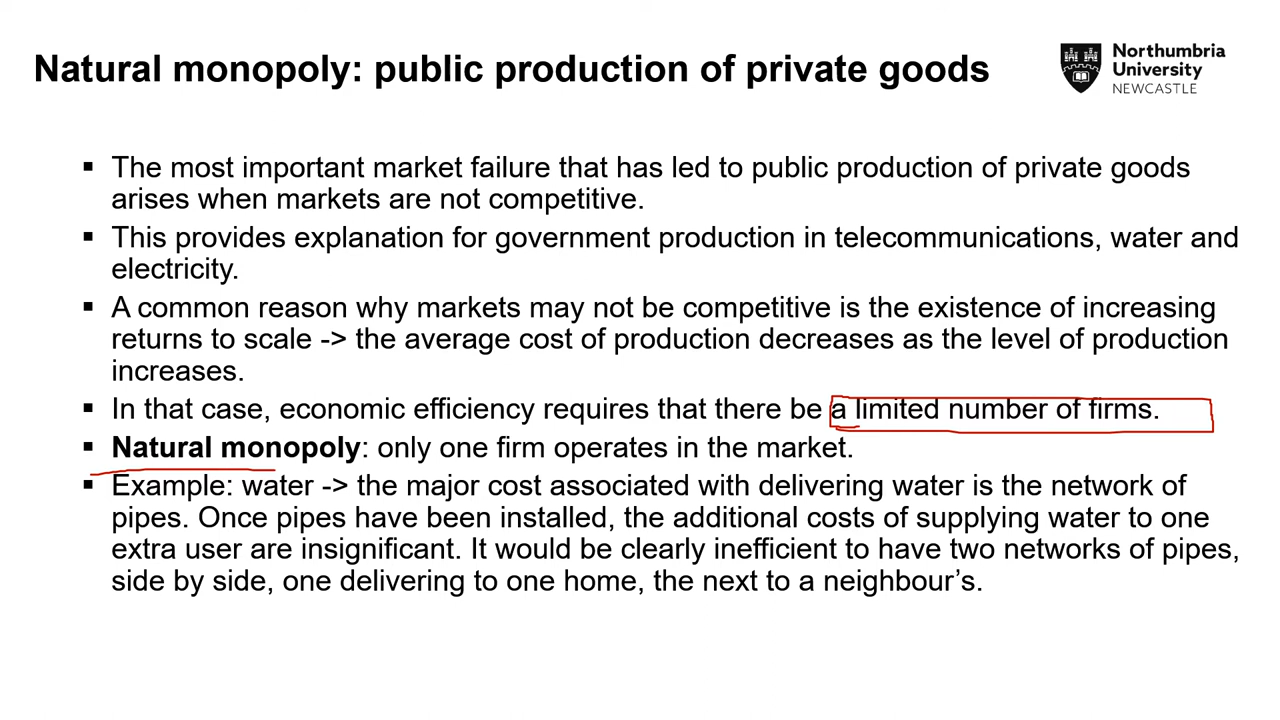 Natural monopoly: public production of private goods
Northumbria
University
NEWCASTLE
▪ The most important market failure that has led to public production of private goods
arises when markets are not competitive.
▪ This provides explanation for government production in telecommunications, water and
electricity.
▪ A common reason why markets may not be competitive is the existence of increasing
returns to scale -> the average cost of production decreases as the level of production
increases.
▪ In that case, economic efficiency requires that there be a limited number of firms.
▪ Natural monopoly: only one firm operates in the market.
▪ Example: water -> the major cost associated with delivering water is the network of
pipes. Once pipes have been installed, the additional costs of supplying water to one
extra user are insignificant. It would be clearly inefficient to have two networks of pipes,
side by side, one delivering to one home, the next to a neighbour’s.